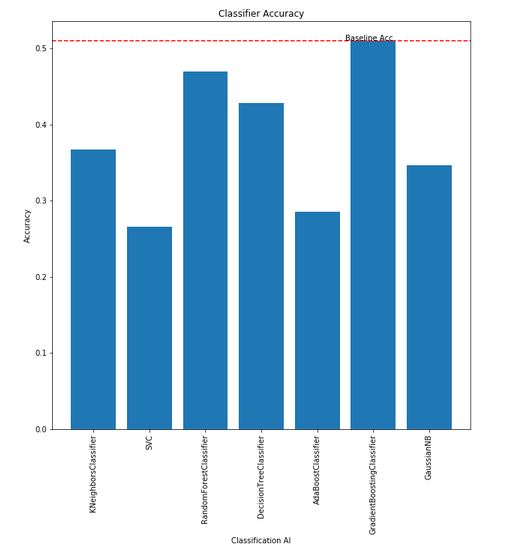 Classifier Accuracy
Baseline Acc.
0.5
0.4
0.3
0.2
0.1
0.0
Accuracy
KNeighborsClassifier
SVC
RandomForestClassifier
DecisionTreeClassifier
AdaBoostClassifier
GradientBoostingClassifier
GaussianNB
Classification AI